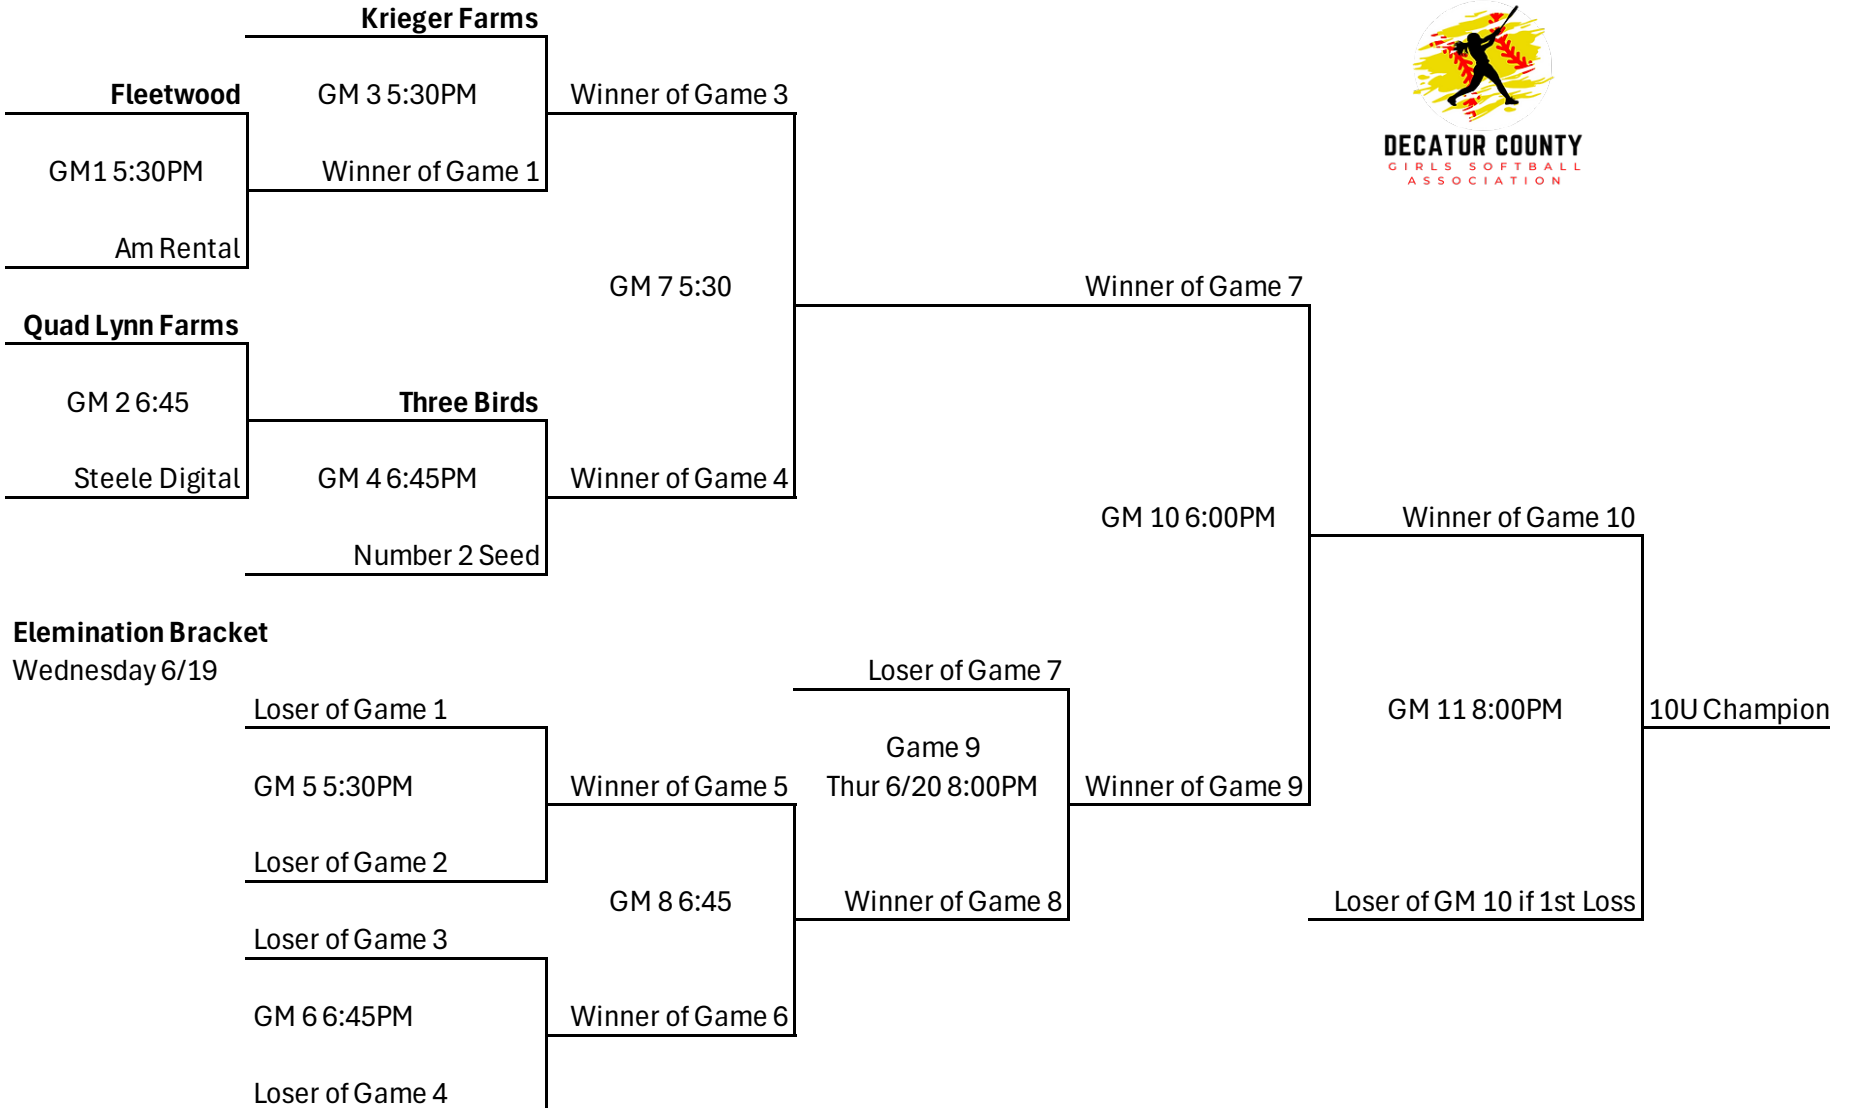 Krieger Farms
Fleetwood
GM 3 5:30PM
Winner of Game 3
GM1 5:30PM
Winner of Game 1
Am Rental
DECATUR COUNTY
GIRLS SOFTBALL
ASSOCIATION
GM 7 5:30
Winner of Game 7
Quad Lynn Farms
GM 2 6:45
Three Birds
Steele Digital
GM 4 6:45PM
Winner of Game 4
Number 2 Seed
GM 10 6:00PM
Winner of Game 10
Elemination Bracket
Wednesday 6/19
Loser of Game 1
GM 5 5:30PM
Loser of Game 2
Winner of Game 5
Loser of Game 7
Game 9
Thur 6/20 8:00PM
Winner of Game 9
GM 8 6:45
Winner of Game 8
Loser of Game 3
GM 6 6:45PM
Winner of Game 6
Loser of Game 4
GM 11 8:00PM
10U Champion
Loser of GM 10 if 1st Loss